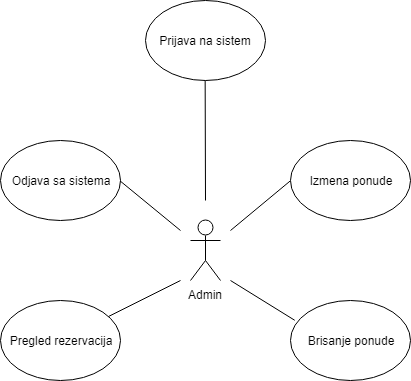 Prijava na sistem
Odjava sa sistema
Izmena ponude
Admin
Pregled rezervacija
Brisanje ponude